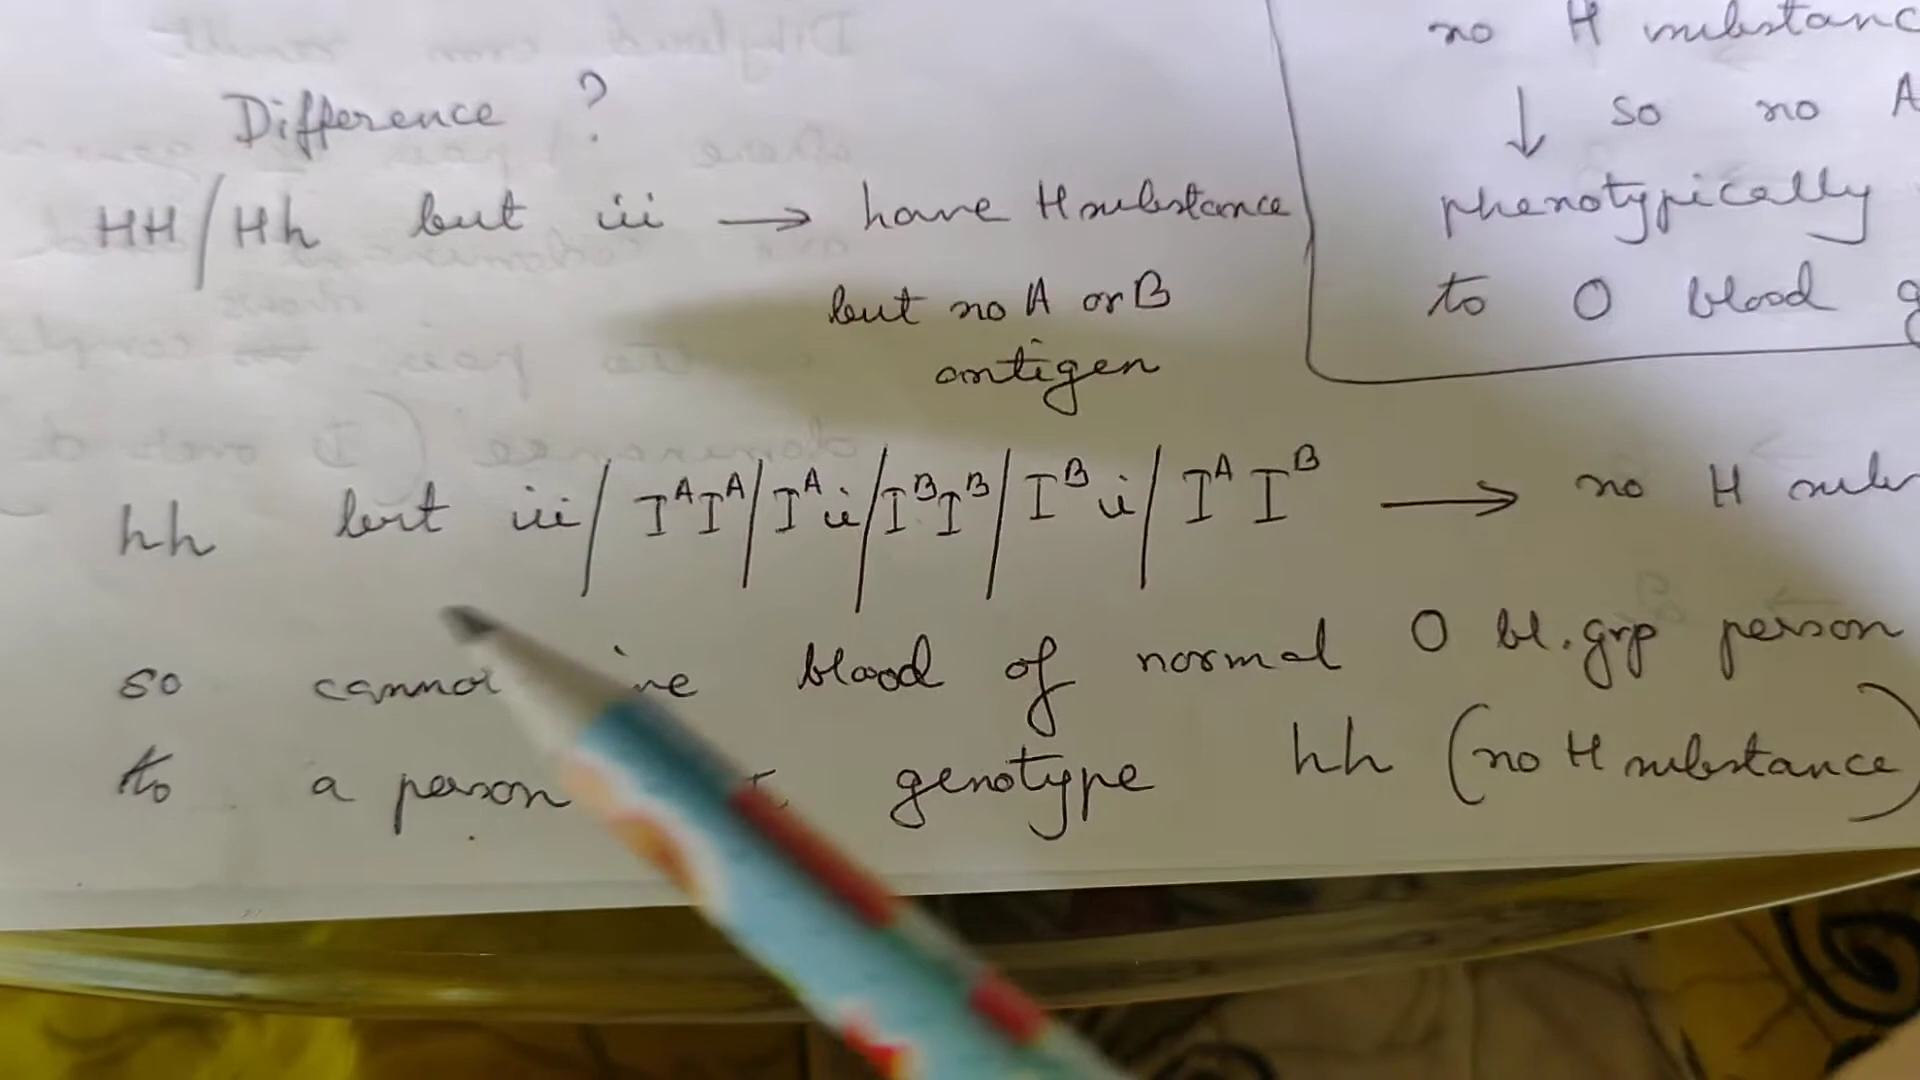 Difference ?
HH/Hh but ii → have H substance
but no A or B
antigen
hh but ii/ IᴬIᴬ/Iᴬi/IᴮIᴮ/Iᴮi/ IᴬIᴮ → no H
so blood of normal O bl.grp person
to a person genotype hh (no H substance)
no H
↓ so no A
phenotypically
to O blood